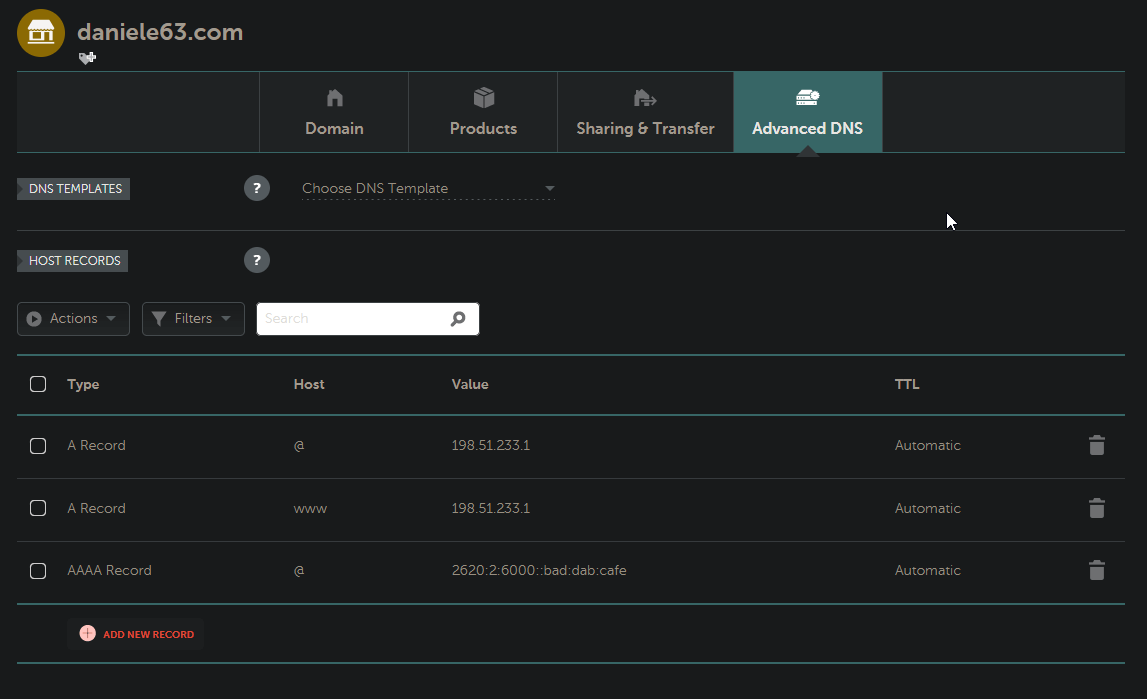 daniele63.com
Domain
Products
Sharing & Transfer
Advanced DNS
DNS TEMPLATES
?
Choose DNS Template
HOST RECORDS
?
Actions
Filters
Search
Type Host Value TTL
A Record @ 198.51.233.1 Automatic
A Record www 198.51.233.1 Automatic
AAAA Record @ 2620:2:6000::bad:dab:cafe Automatic
ADD NEW RECORD